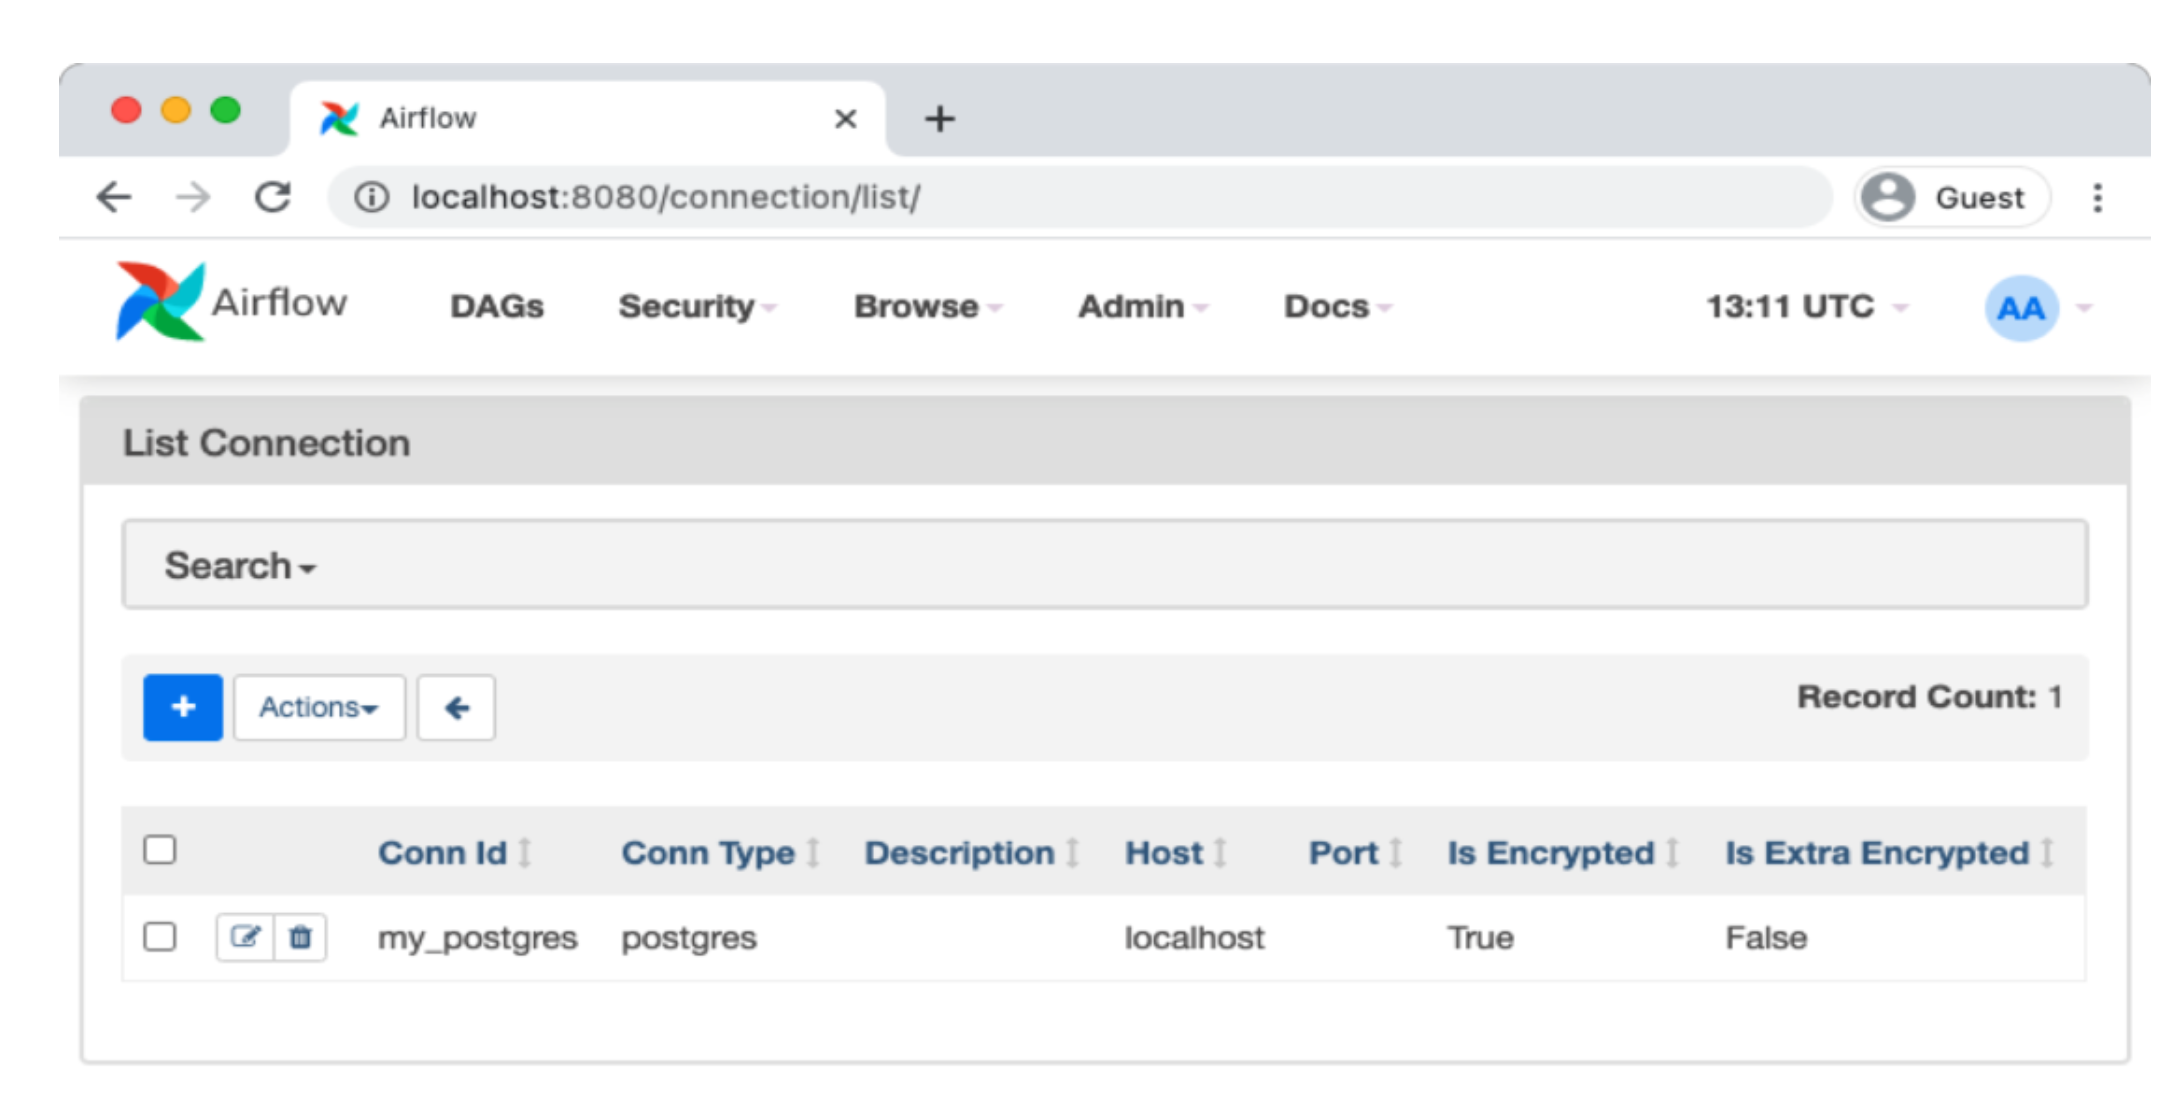 Airflow
localhost:8080/connection/list/ Guest
Airflow DAGs Security Browse Admin Docs 13:11 UTC AA
List Connection
Search
+ Actions Record Count: 1
Conn Id Conn Type Description Host Port Is Encrypted Is Extra Encrypted
my_postgres postgres localhost True False